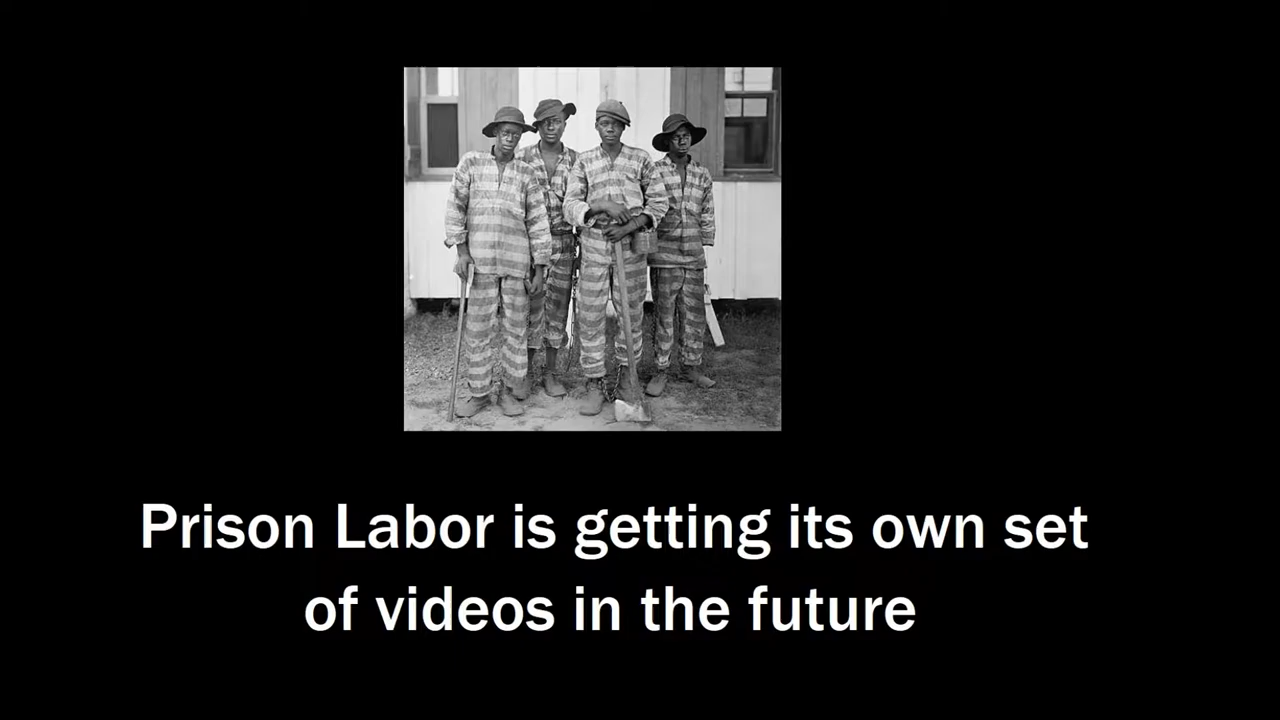 Prison Labor is getting its own set
of videos in the future